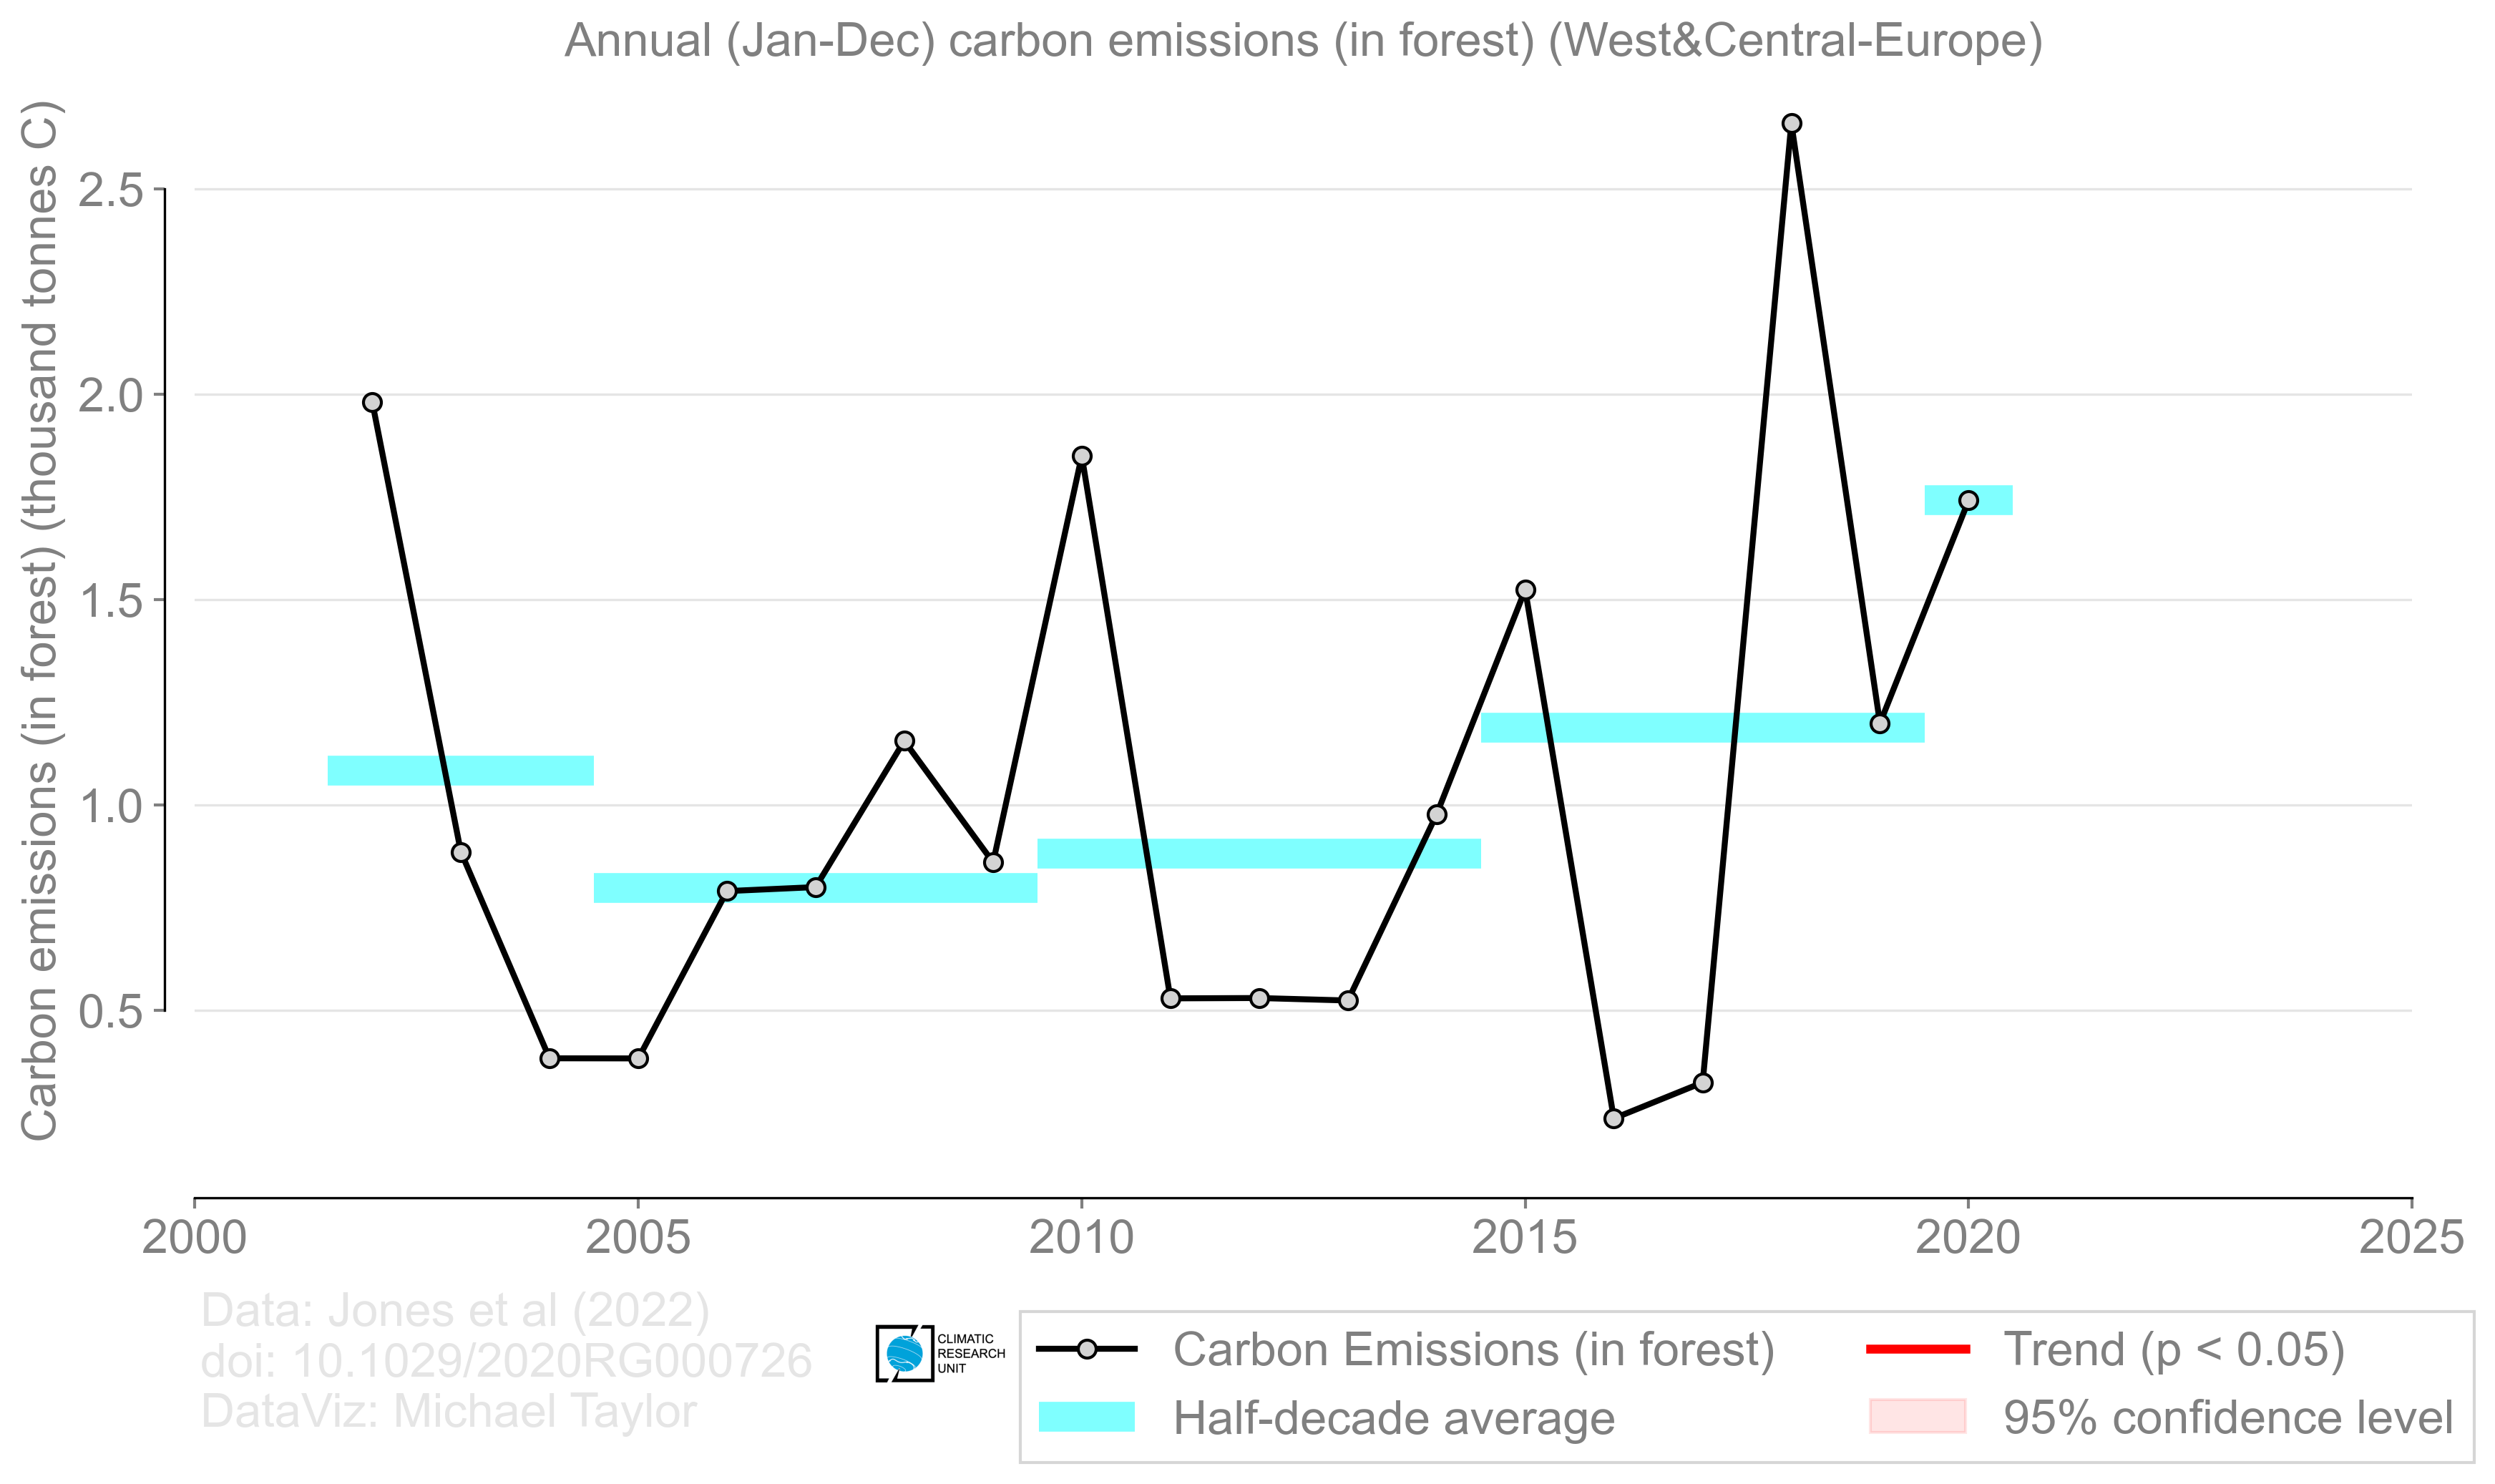 Annual (Jan-Dec) carbon emissions (in forest) (West&Central-Europe)
Carbon emissions (in forest) (thousand tonnes C)
2.5
2.0
1.5
1.0
0.5
2000 2005 2010 2015 2020 2025
Data: Jones et al (2022)
doi: 10.1029/2020RG000726
DataViz: Michael Taylor
CLIMATIC
RESEARCH
UNIT
Carbon Emissions (in forest)
Half-decade average
Trend (p < 0.05)
95% confidence level